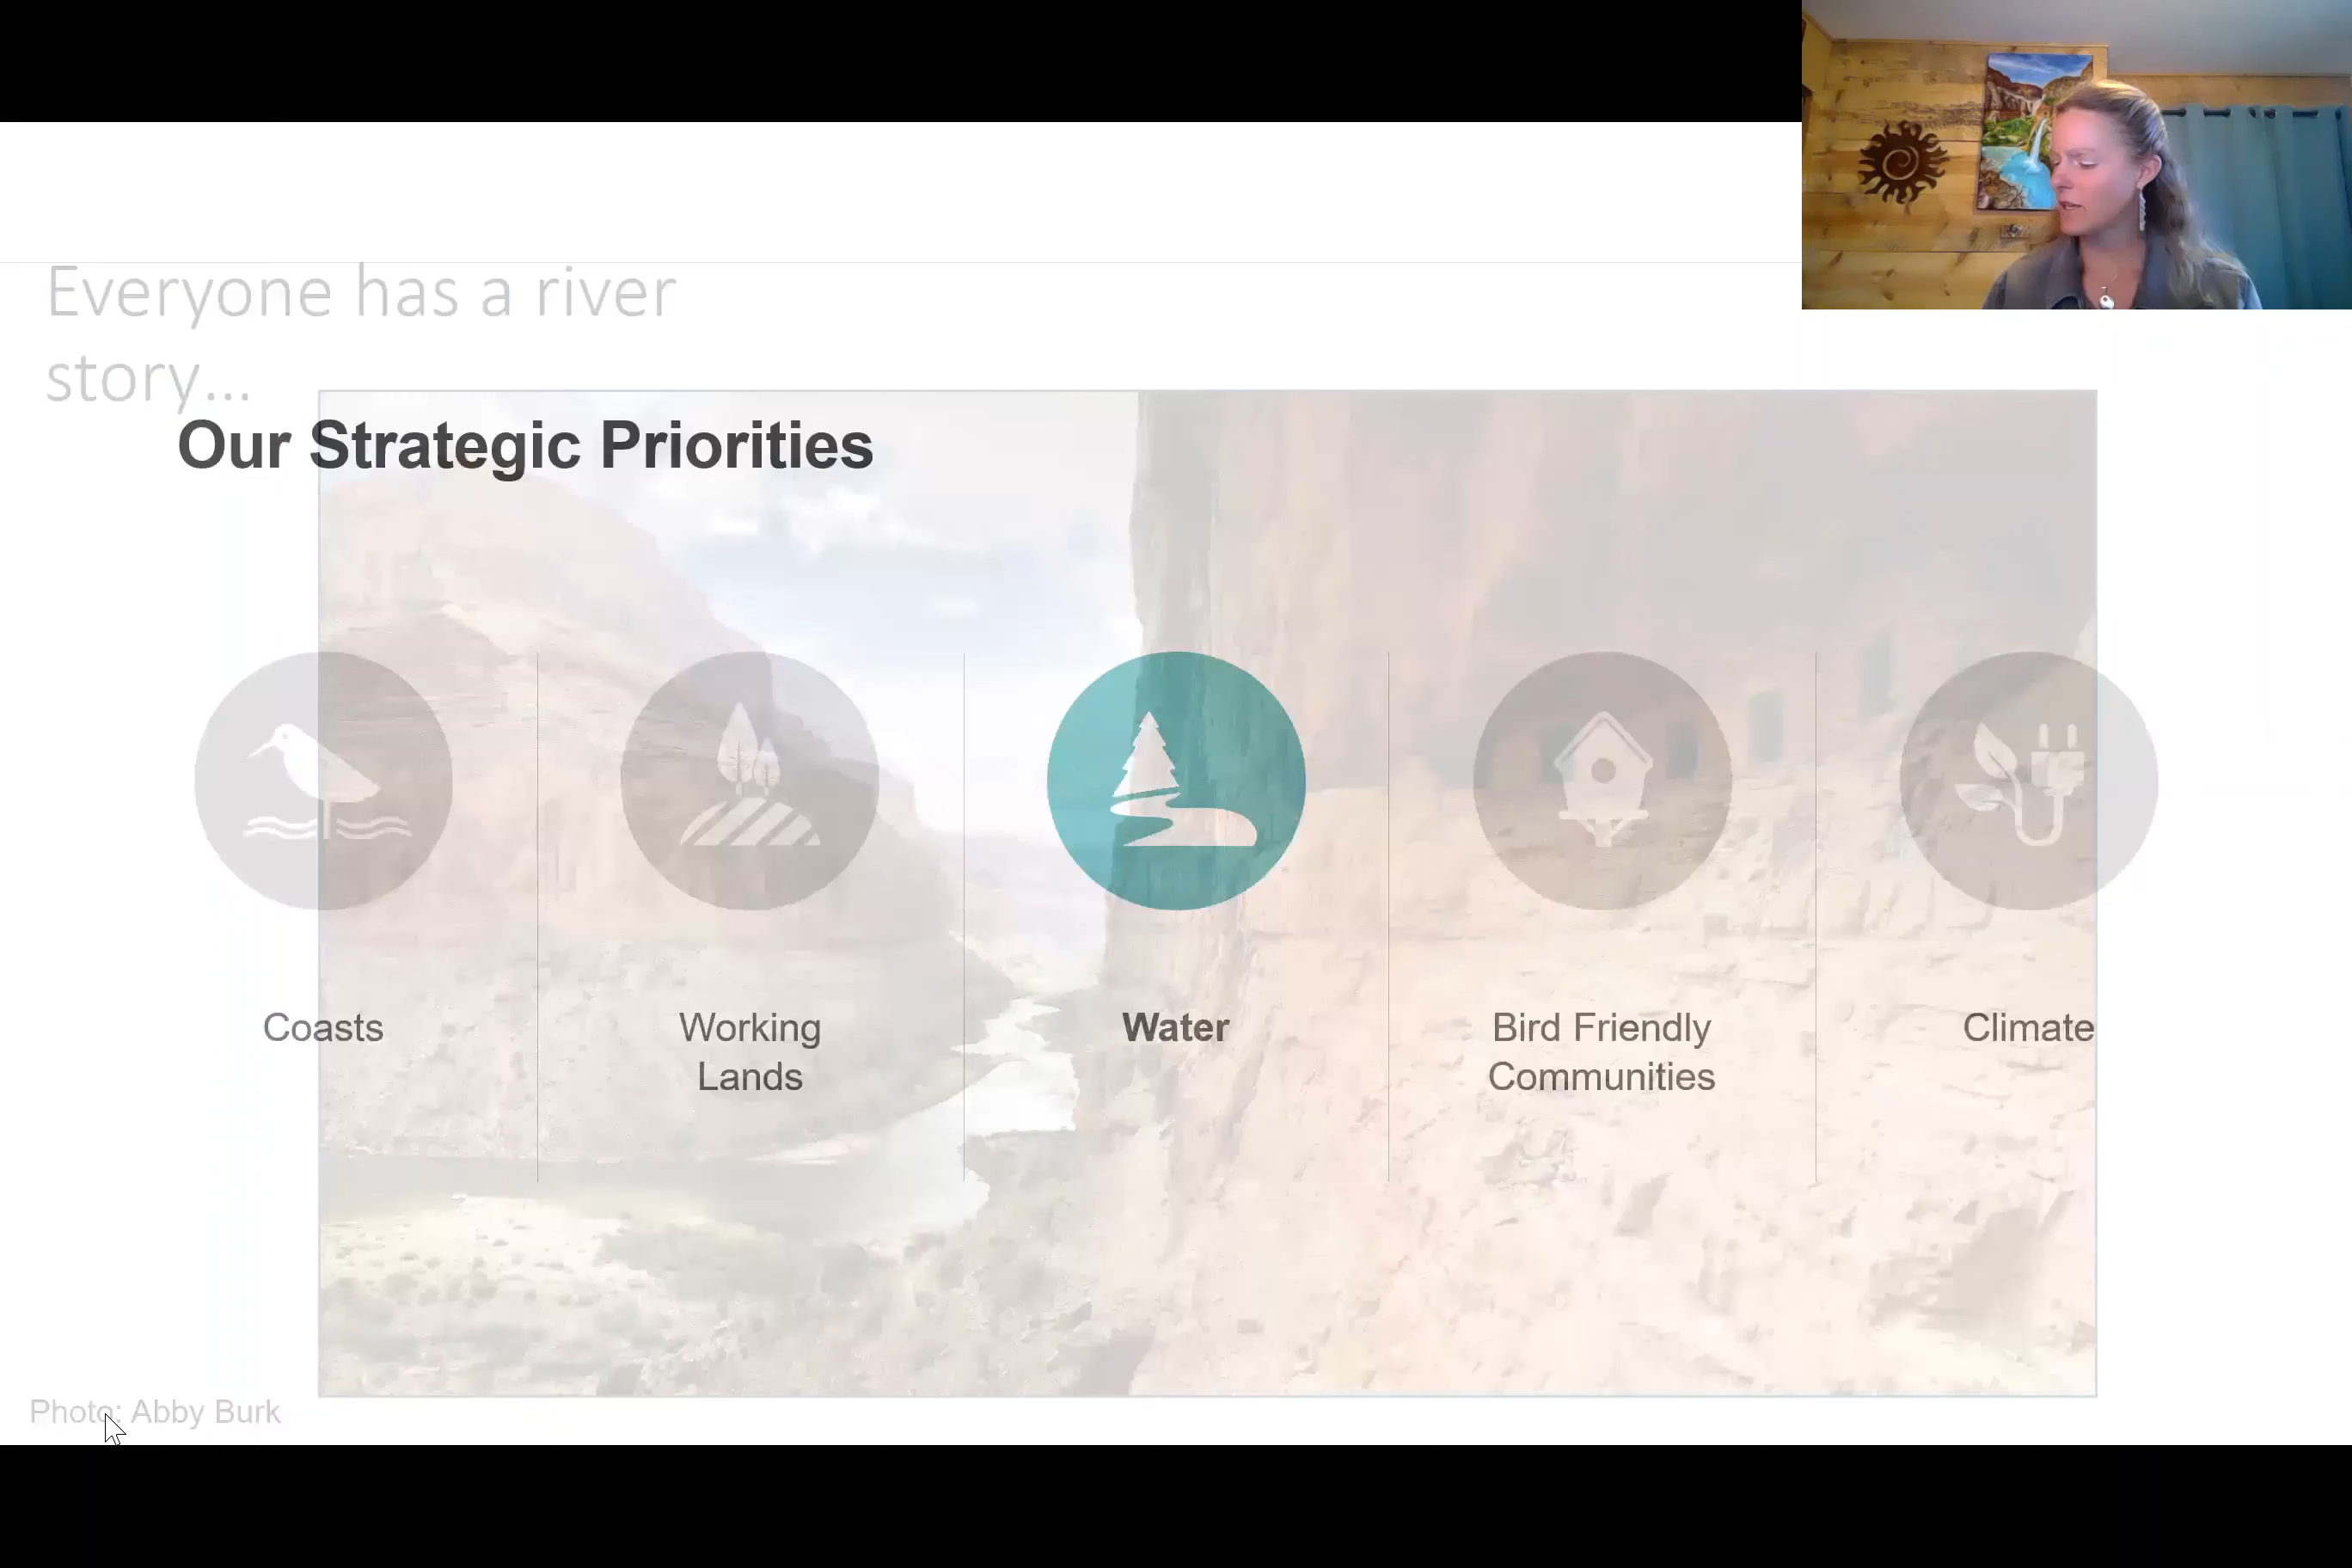 Everyone has a river
story...
Our Strategic Priorities
Coasts
Working
Lands
Water
Bird Friendly
Communities
Climate
Photo: Abby Burk